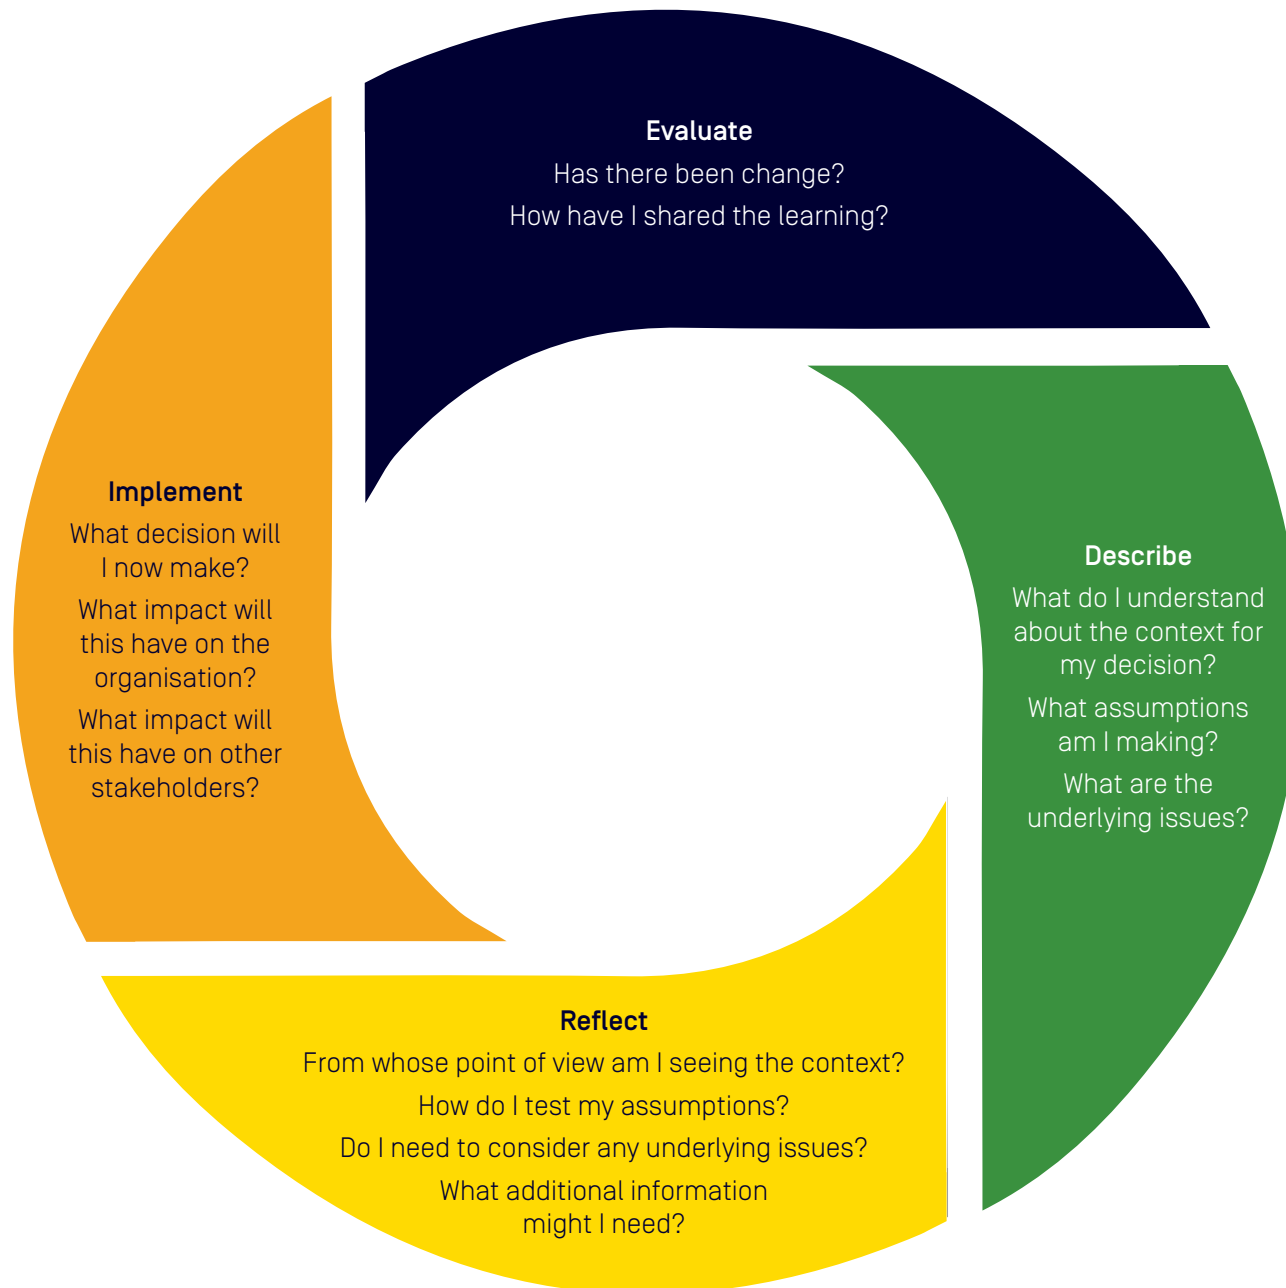 Evaluate
Has there been change?
How have I shared the learning?
Implement
What decision will
I now make?
What impact will
this have on the
organisation?
What impact will
this have on other
stakeholders?
Describe
What do I understand
about the context for
my decision?
What assumptions
am I making?
What are the
underlying issues?
Reflect
From whose point of view am I seeing the context?
How do I test my assumptions?
Do I need to consider any underlying issues?
What additional information
might I need?